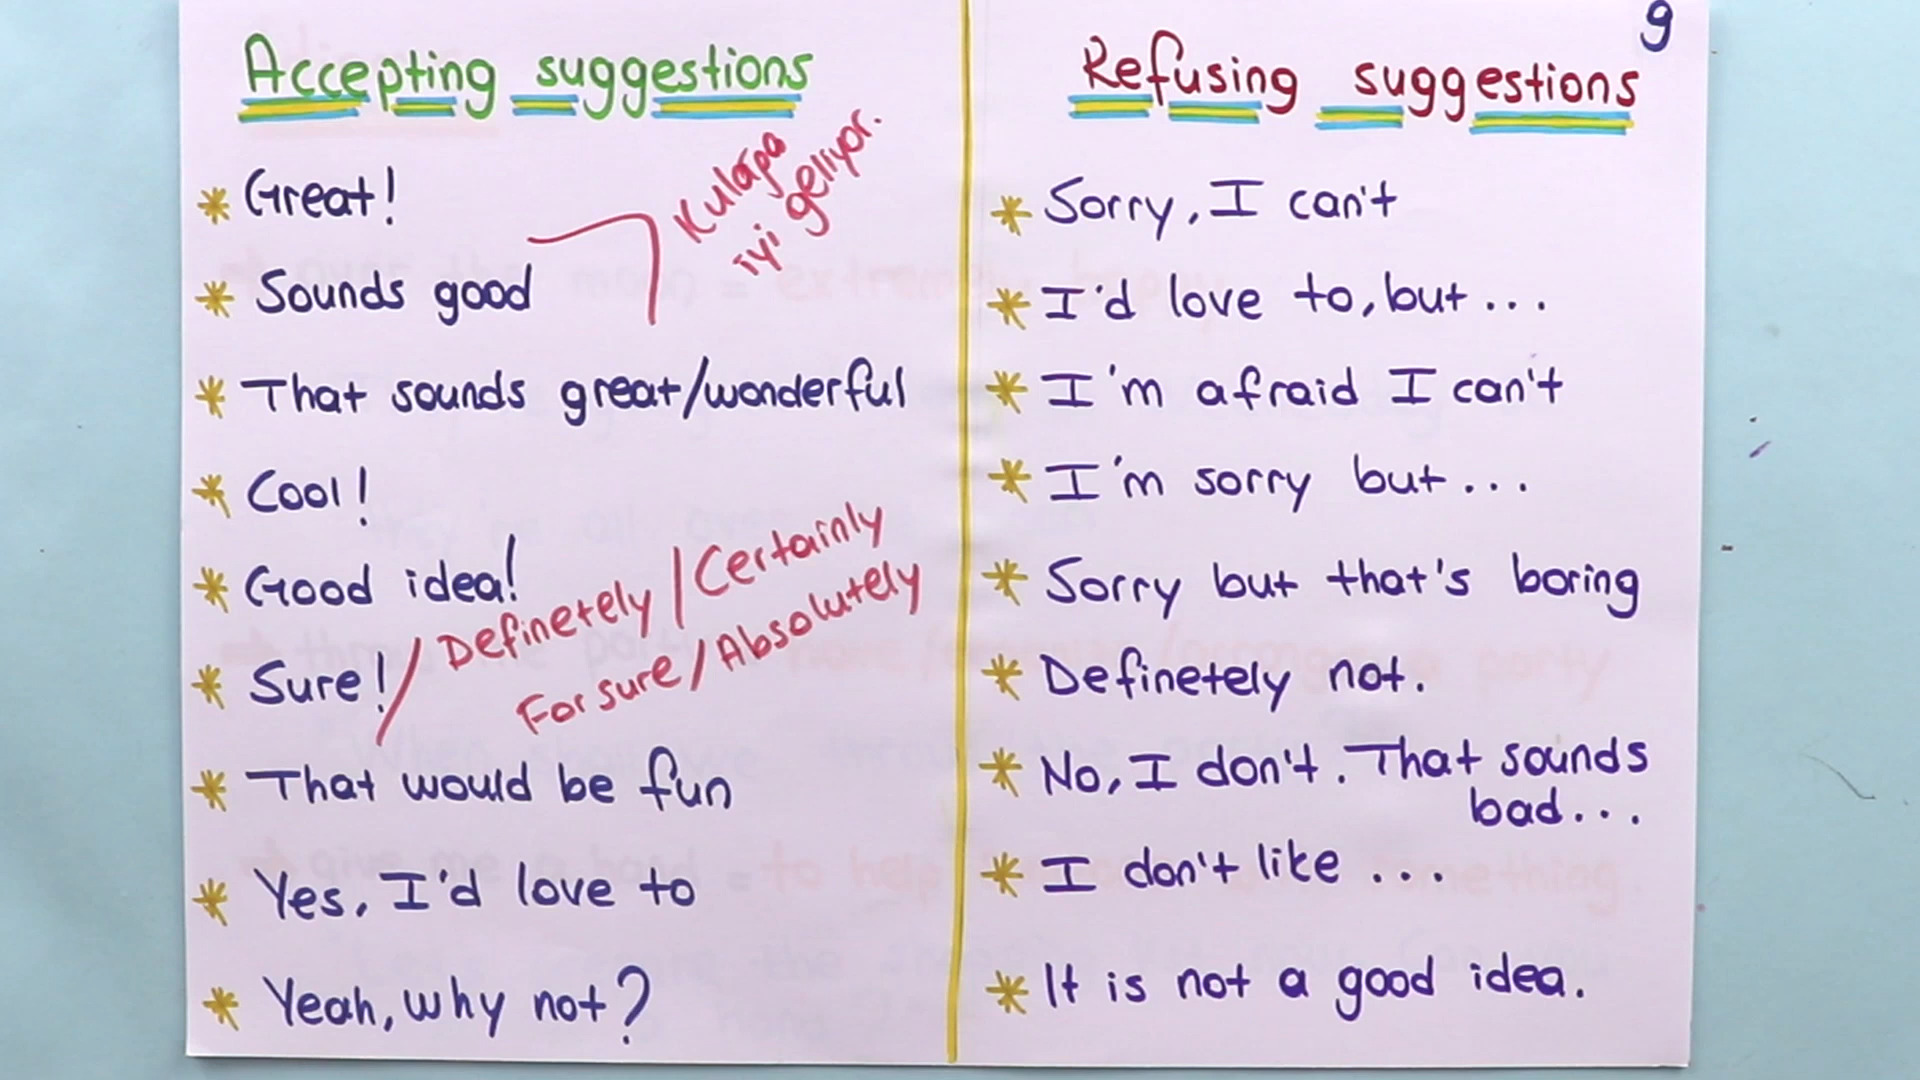 9
Accepting suggestions
* Great!
* Sounds good
Kulağa
iyi geliyor.
* That sounds great/wonderful
* Cool!
* Good idea!
* Sure! / Definetely / Certainly
For sure / Absolutely
* That would be fun
* Yes, I'd love to
* Yeah, why not?
Refusing suggestions
* Sorry, I can't
* I'd love to, but...
* I'm afraid I can't
* I'm sorry but...
* Sorry but that's boring
* Definetely not.
* No, I don't. That sounds
bad...
* I don't like ...
* It is not a good idea.